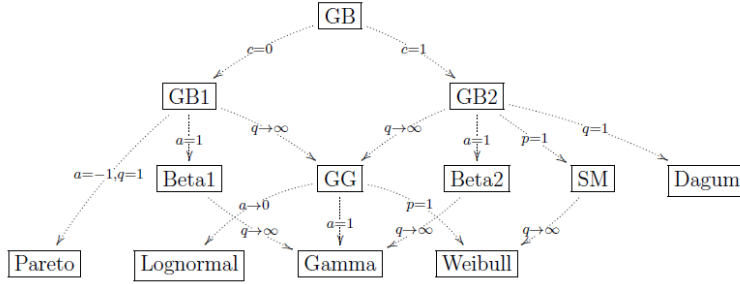 GB
c=0 c=1
GB1 GB2
a=1 q→∞ q→∞ a=1 p=1 q=1
a=−1,q=1
Beta1 GG Beta2 SM Dagum
a→0 p=1
q→∞ a=1 q→∞ q→∞
Pareto Lognormal Gamma Weibull